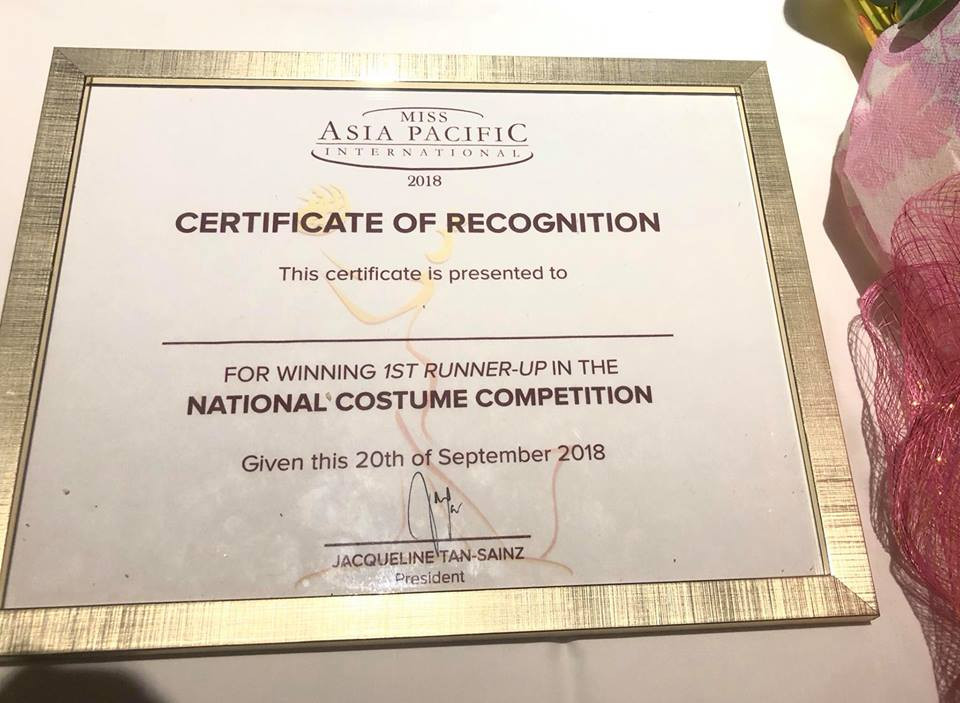 MISS
ASIA PACIFIC
INTERNATIONAL
2018
CERTIFICATE OF RECOGNITION
This certificate is presented to
FOR WINNING 1ST RUNNER-UP IN THE
NATIONAL COSTUME COMPETITION
Given this 20th of September 2018
JACQUELINE TAN-SAINZ
President